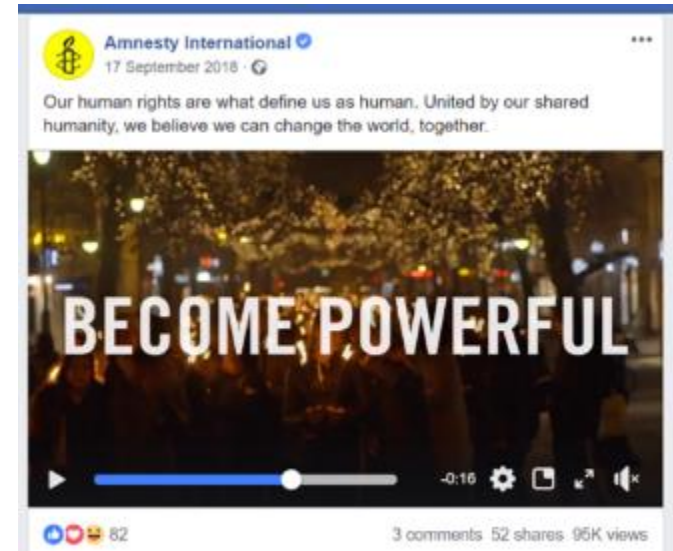 Amnesty International
17 September 2018 ·
Our human rights are what define us as human. United by our shared
humanity, we believe we can change the world, together.
BECOME POWERFUL
-0:16
82
3 comments 52 shares 95K views